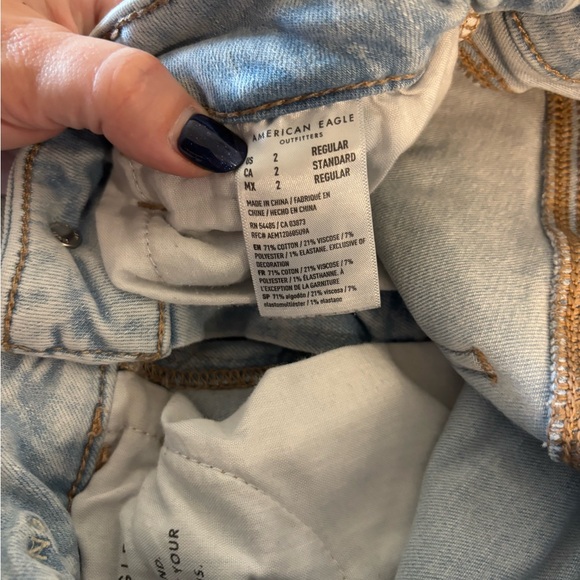 AMERICAN EAGLE
OUTFITTERS
US 2 REGULAR
CA 2 STANDARD
MX 2 REGULAR
MADE IN CHINA / FABRIQUÉ EN
CHINE / HECHO EN CHINA
RN 54485 / CA 03873
RFC# AEM12060509A
EN 71% COTTON / 21% VISCOSE / 7%
POLYESTER / 1% ELASTANE. EXCLUSIVE OF
DECORATION
FR 71% COTON / 21% VISCOSE / 7%
POLYESTER / 1% ÉLASTHANNE. À
L'EXCEPTION DE LA GARNITURE
SP 71% algodón / 21% viscosa / 7%
/ 1% elastano
YOUR